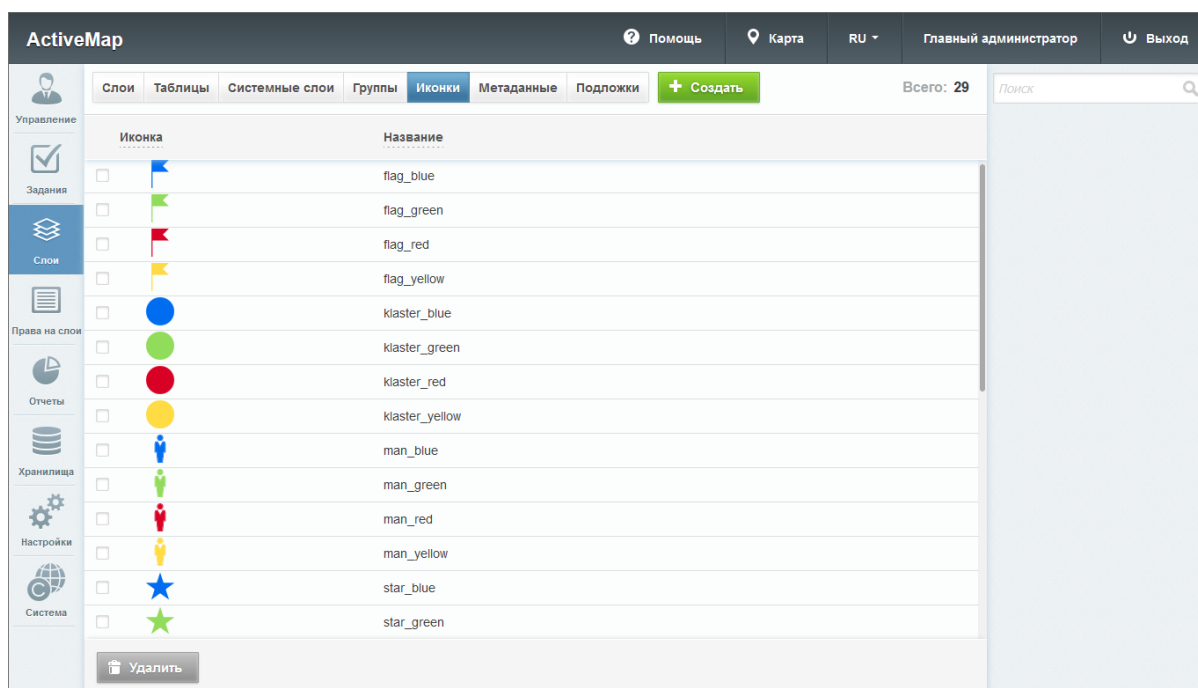 ActiveMap
Помощь
Карта
RU
Главный администратор
Выход
Управление
Задания
Слои
Права на слои
Отчеты
Хранилища
Настройки
Система
Слои Таблицы Системные слои Группы Иконки Метаданные Подложки
Создать
Всего: 29
Поиск
Иконка Название
flag_blue
flag_green
flag_red
flag_yellow
klaster_blue
klaster_green
klaster_red
klaster_yellow
man_blue
man_green
man_red
man_yellow
star_blue
star_green
Удалить